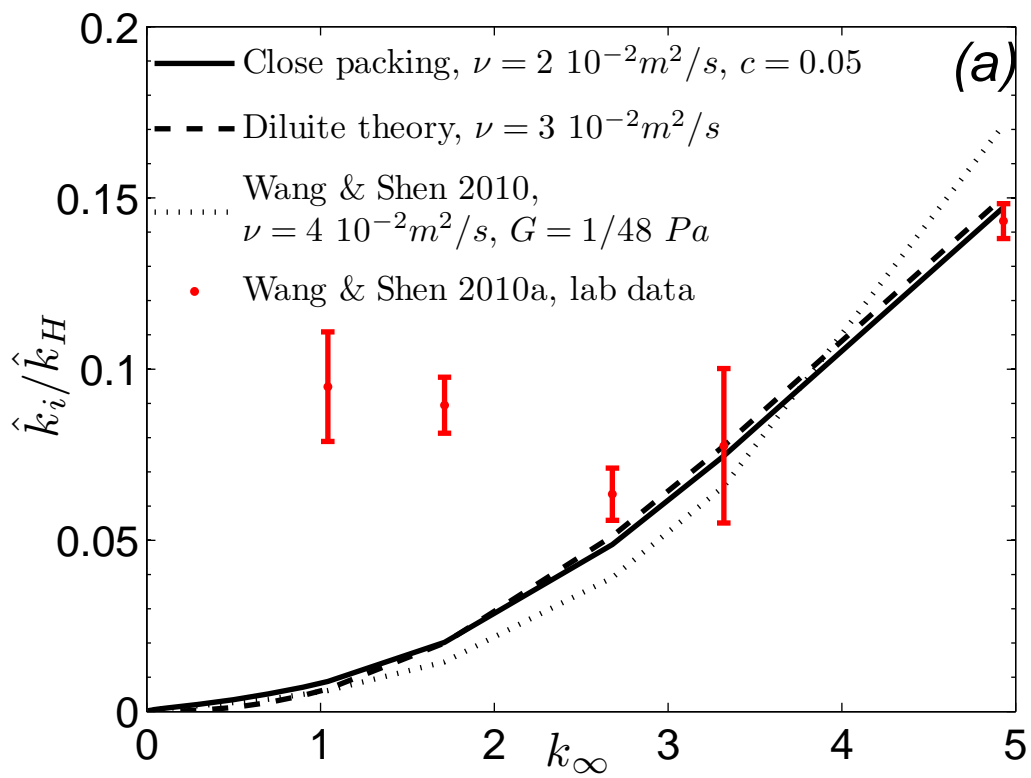 0.2
Close packing, ν = 2 10⁻²m²/s, c = 0.05
(a)
Diluite theory, ν = 3 10⁻²m²/s
0.15
Wang & Shen 2010,
ν = 4 10⁻²m²/s, G = 1/48 Pa
Wang & Shen 2010a, lab data
0.1
k̂ᵢ/k̂_H
0.05
0
0 1 2 3 4 5
k∞